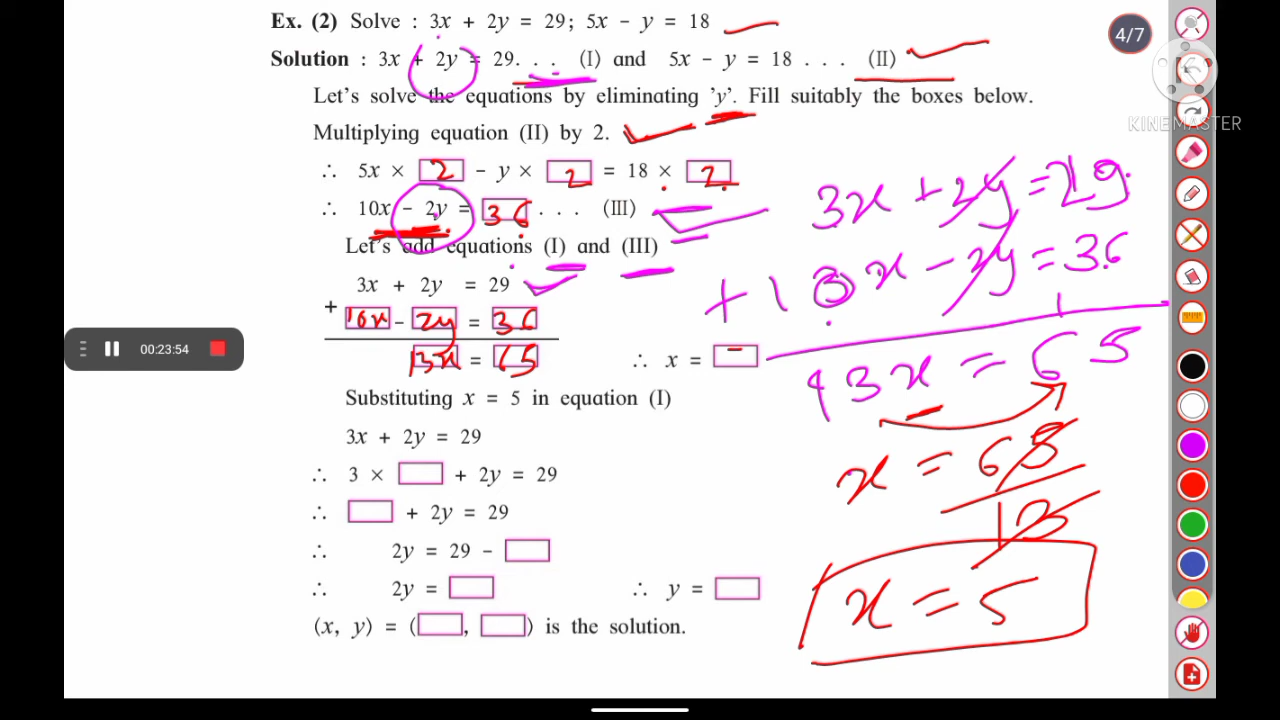 Ex. (2) Solve : 3x + 2y = 29; 5x − y = 18
4/7
Solution : 3x + 2y = 29. . . (I) and 5x − y = 18 . . . (II)
Let's solve the equations by eliminating 'y'. Fill suitably the boxes below.
KINEMASTER
Multiplying equation (II) by 2.
∴ 5x × 2 − y × 2 = 18 × 2
∴ 10x − 2y = 36 . . . (III)
Let's add equations (I) and (III)
3x + 2y = 29
+ 10x − 2y = 36
13x = 65 ∴ x =
Substituting x = 5 in equation (I)
3x + 2y = 29
∴ 3 × + 2y = 29
∴ + 2y = 29
∴ 2y = 29 −
∴ 2y = ∴ y =
(x, y) = ( , ) is the solution.
3x + 2y = 29
+ 10x − 2y = 36
13x = 65
x = 65
13
x = 5
00:23:54